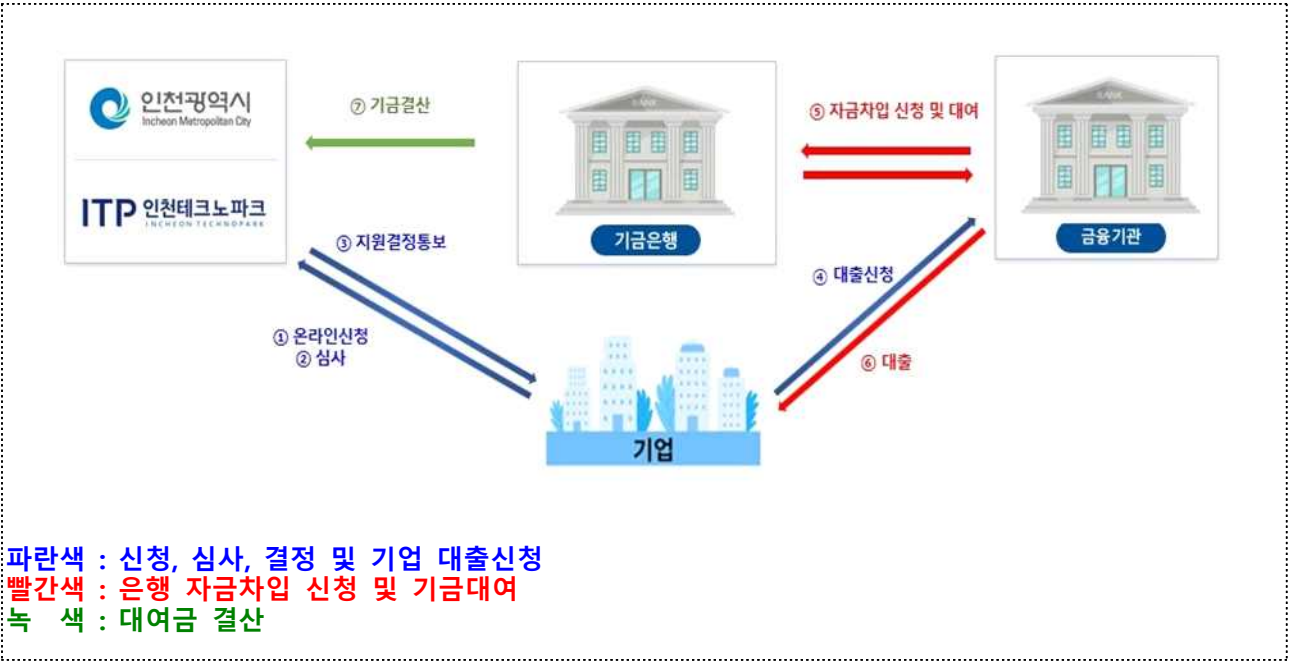 인천광역시
Incheon Metropolitan City
ITP 인천테크노파크
INCHEON TECHNOPARK
⑦ 기금결산
BANK
기금은행
⑤ 자금차입 신청 및 대여
BANK
금융기관
③ 지원결정통보
④ 대출신청
① 온라인신청
② 심사
⑥ 대출
기업
파란색 : 신청, 심사, 결정 및 기업 대출신청
빨간색 : 은행 자금차입 신청 및 기금대여
녹 색 : 대여금 결산